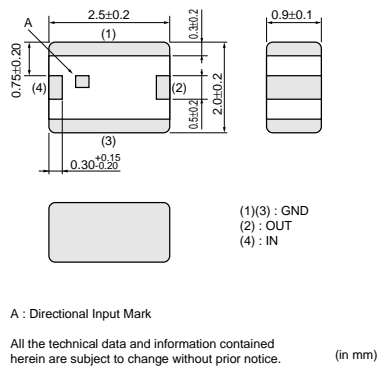 2.5±0.2
0.9±0.1
A
(1)
0.3±0.2
0.75±0.20
(4)
(2)
0.5±0.2
2.0±0.2
(3)
0.30+0.15
-0.20
(1)(3) : GND
(2) : OUT
(4) : IN
A : Directional Input Mark
All the technical data and information contained
herein are subject to change without prior notice.
(in mm)